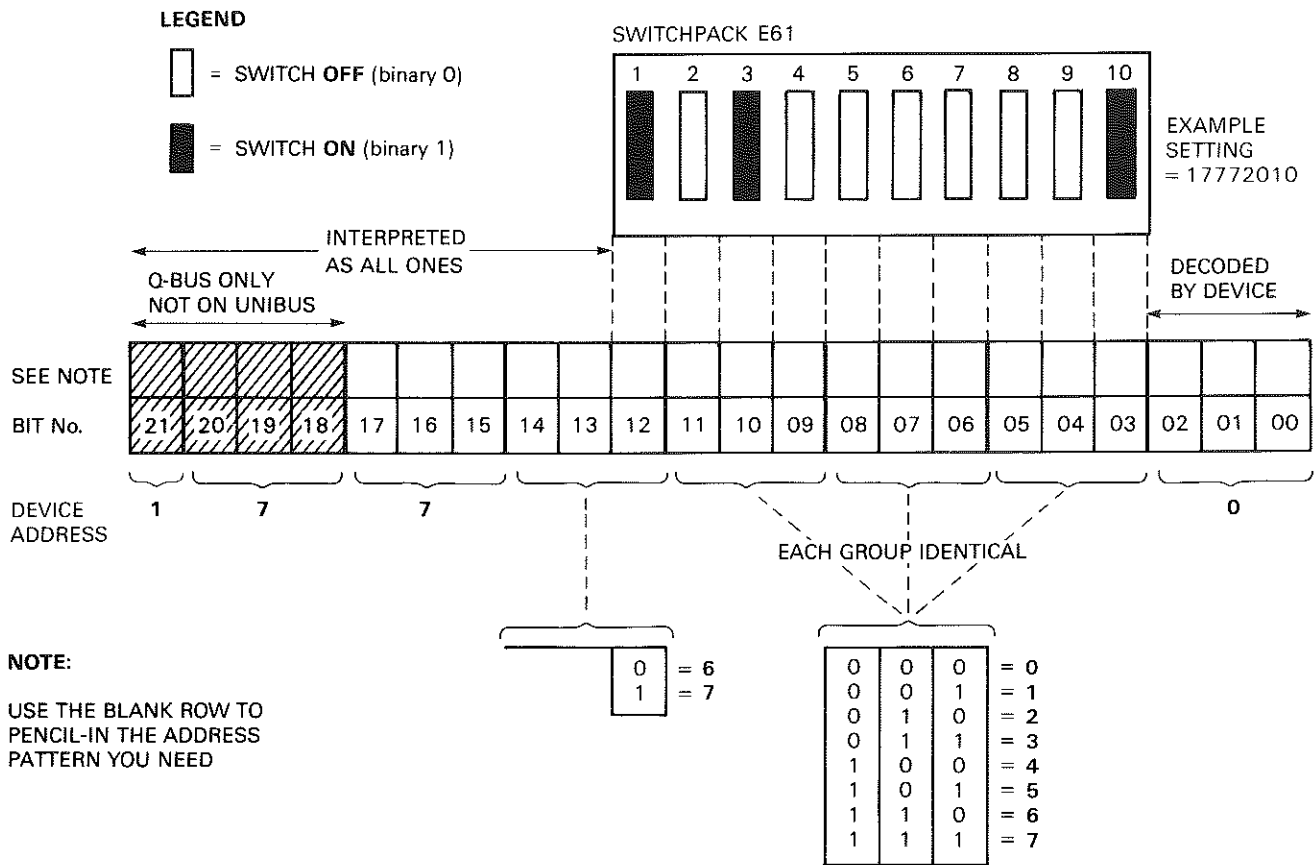 LEGEND
= SWITCH OFF (binary 0)
= SWITCH ON (binary 1)
SWITCHPACK E61
1 2 3 4 5 6 7 8 9 10
EXAMPLE
SETTING
= 17772010
INTERPRETED
AS ALL ONES
Q-BUS ONLY
NOT ON UNIBUS
DECODED
BY DEVICE
SEE NOTE
BIT No. 21 20 19 18 17 16 15 14 13 12 11 10 09 08 07 06 05 04 03 02 01 00
DEVICE
ADDRESS
1 7 7 0
EACH GROUP IDENTICAL
0 = 6
1 = 7
0 0 0 = 0
0 0 1 = 1
0 1 0 = 2
0 1 1 = 3
1 0 0 = 4
1 0 1 = 5
1 1 0 = 6
1 1 1 = 7
NOTE:
USE THE BLANK ROW TO
PENCIL-IN THE ADDRESS
PATTERN YOU NEED